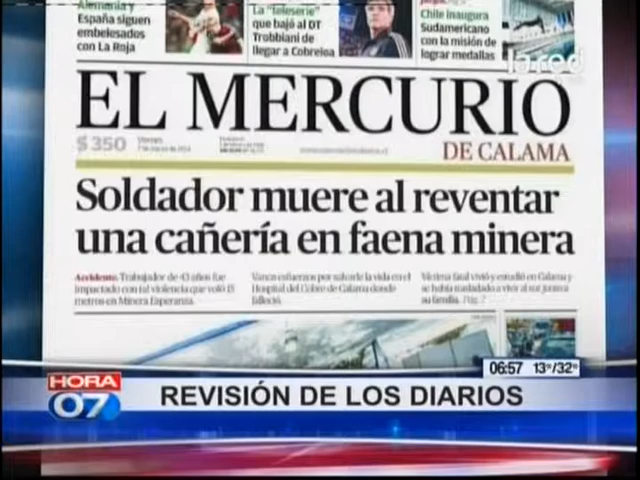 Alemania y
España siguen
embelesados
con La Roja
La "teleserie"
que bajó al DT
Trobbiani de
llegar a Cobreloa
Chile inaugura
Sudamericano
con la misión de
lograr medallas
la red
EL MERCURIO
DE CALAMA
$ 350
Viernes
Soldador muere al reventar
una cañería en faena minera
Accidente. Trabajador de 43 años fue
impactado con tal violencia que voló 15
metros en Minera Esperanza.
Vanos esfuerzos por salvarle la vida en el
Hospital del Cobre de Calama donde
falleció.
Víctima fatal vivió y estudió en Calama y
se había trasladado a vivir al sur junto a
su familia. Pág. 7
06:57 13°/32°
HORA
07
REVISIÓN DE LOS DIARIOS